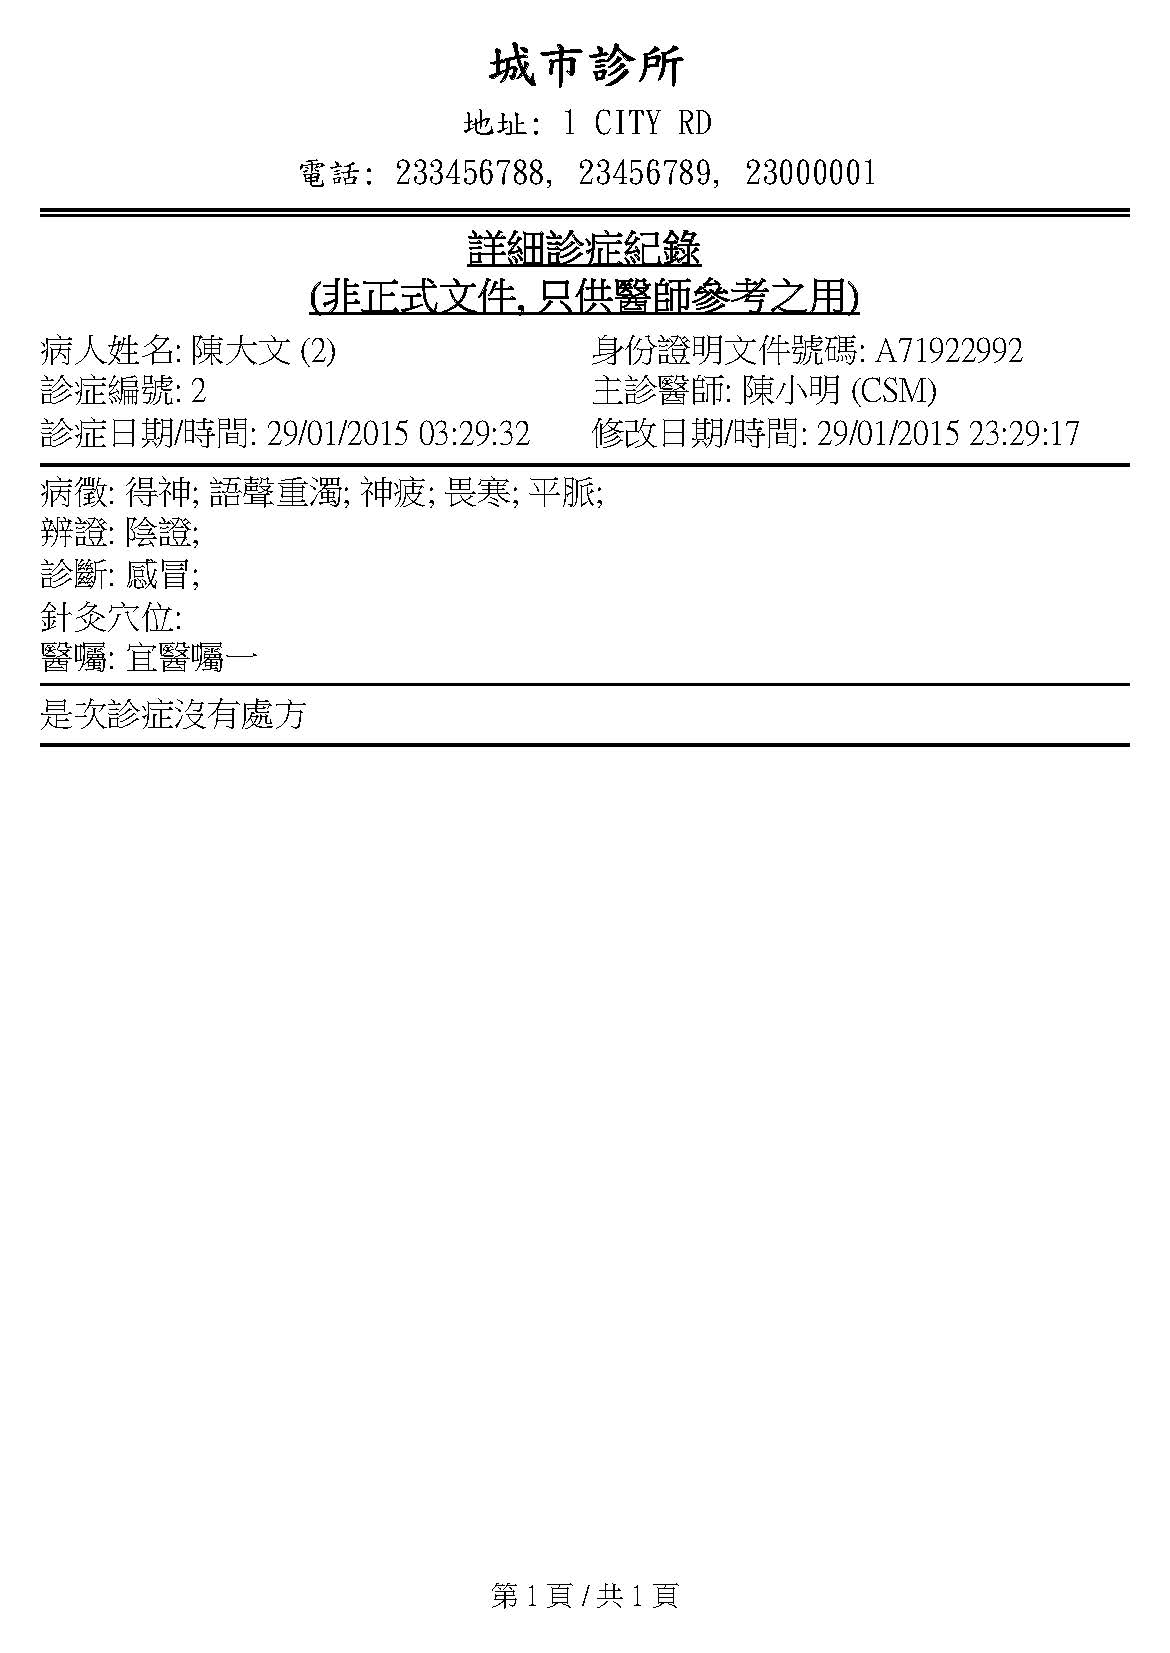 城市診所
地址: 1 CITY RD
電話: 233456788, 23456789, 23000001
詳細診症紀錄
(非正式文件, 只供醫師參考之用)
病人姓名: 陳大文 (2) 身份證明文件號碼: A71922992
診症編號: 2 主診醫師: 陳小明 (CSM)
診症日期/時間: 29/01/2015 03:29:32 修改日期/時間: 29/01/2015 23:29:17
病徵: 得神; 語聲重濁; 神疲; 畏寒; 平脈;
辨證: 陰證;
診斷: 感冒;
針灸穴位:
醫囑: 宜醫囑一
是次診症沒有處方
第 1 頁 / 共 1 頁